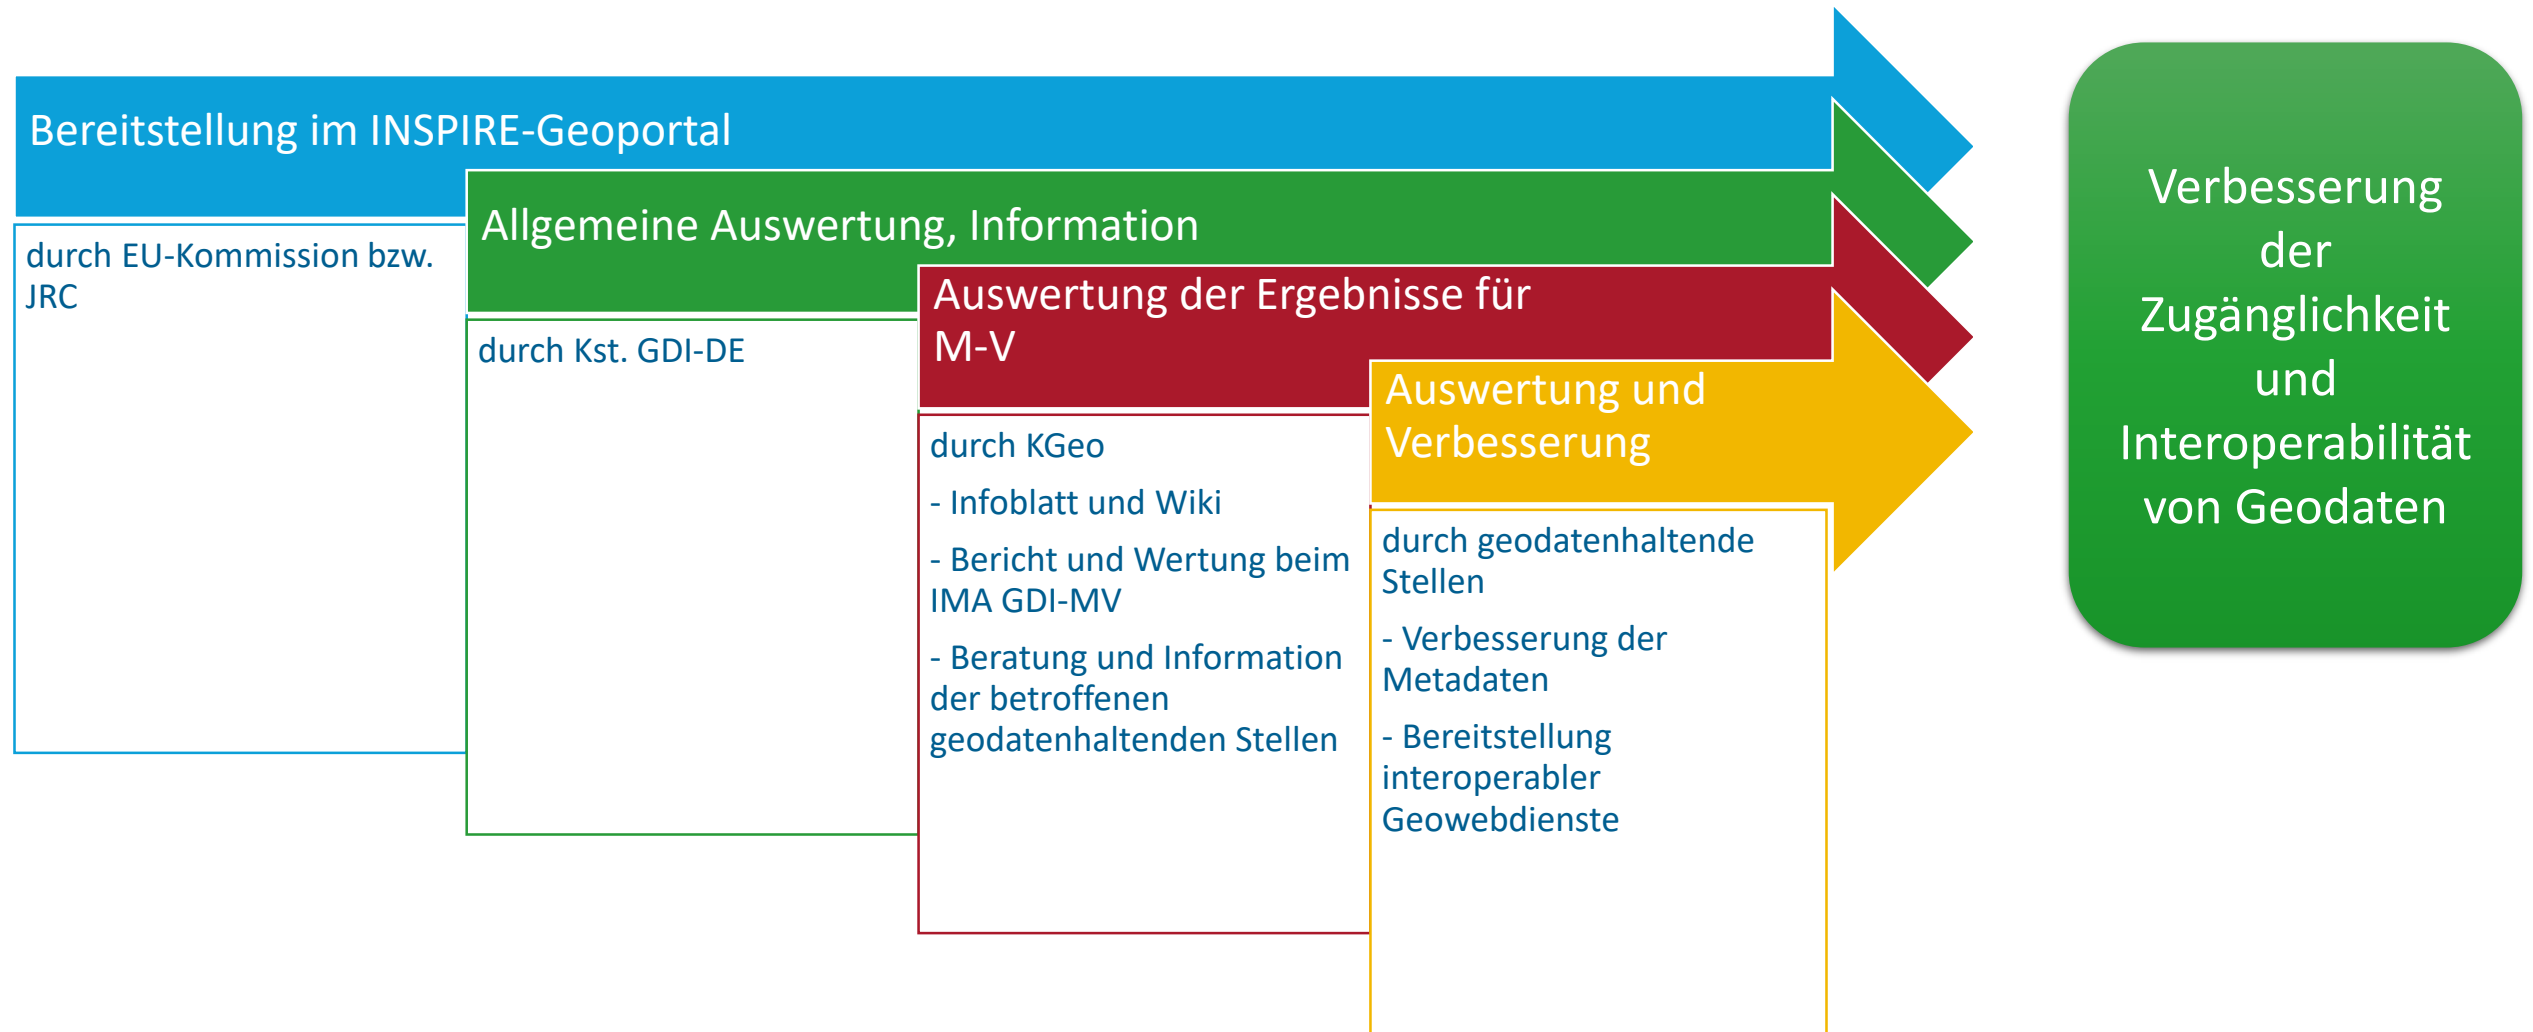 Bereitstellung im INSPIRE-Geoportal
durch EU-Kommission bzw.
JRC
Allgemeine Auswertung, Information
durch Kst. GDI-DE
Auswertung der Ergebnisse für
M-V
durch KGeo
- Infoblatt und Wiki
- Bericht und Wertung beim
IMA GDI-MV
- Beratung und Information
der betroffenen
geodatenhaltenden Stellen
Auswertung und
Verbesserung
durch geodatenhaltende
Stellen
- Verbesserung der
Metadaten
- Bereitstellung
interoperabler
Geowebdienste
Verbesserung
der
Zugänglichkeit
und
Interoperabilität
von Geodaten